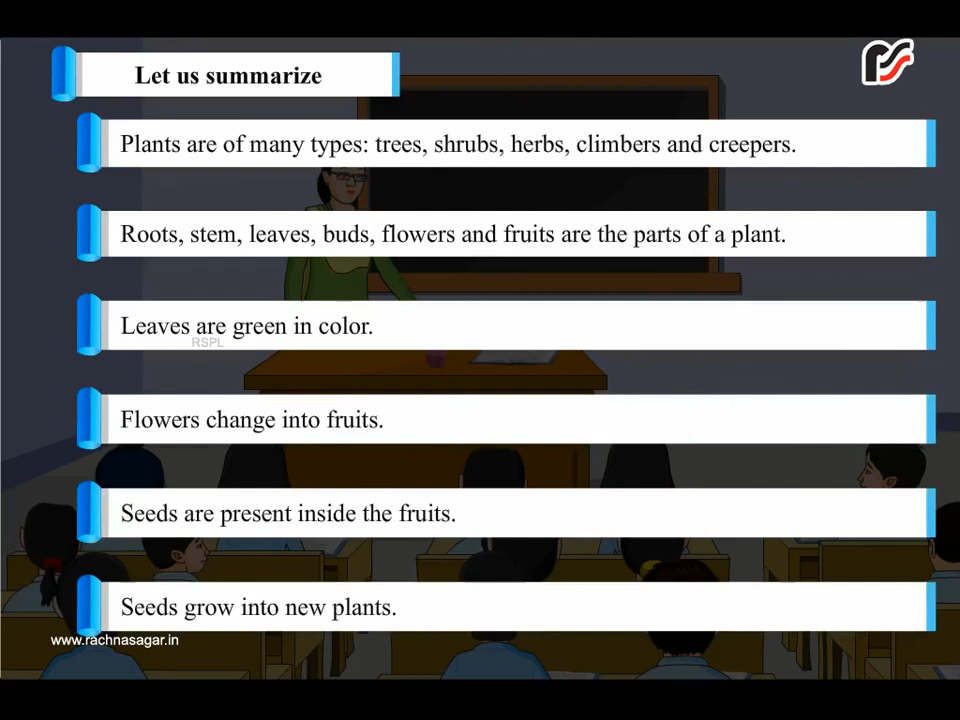 Let us summarize
Plants are of many types: trees, shrubs, herbs, climbers and creepers.
Roots, stem, leaves, buds, flowers and fruits are the parts of a plant.
Leaves are green in color.
RSPL
Flowers change into fruits.
Seeds are present inside the fruits.
Seeds grow into new plants.
www.rachnasagar.in